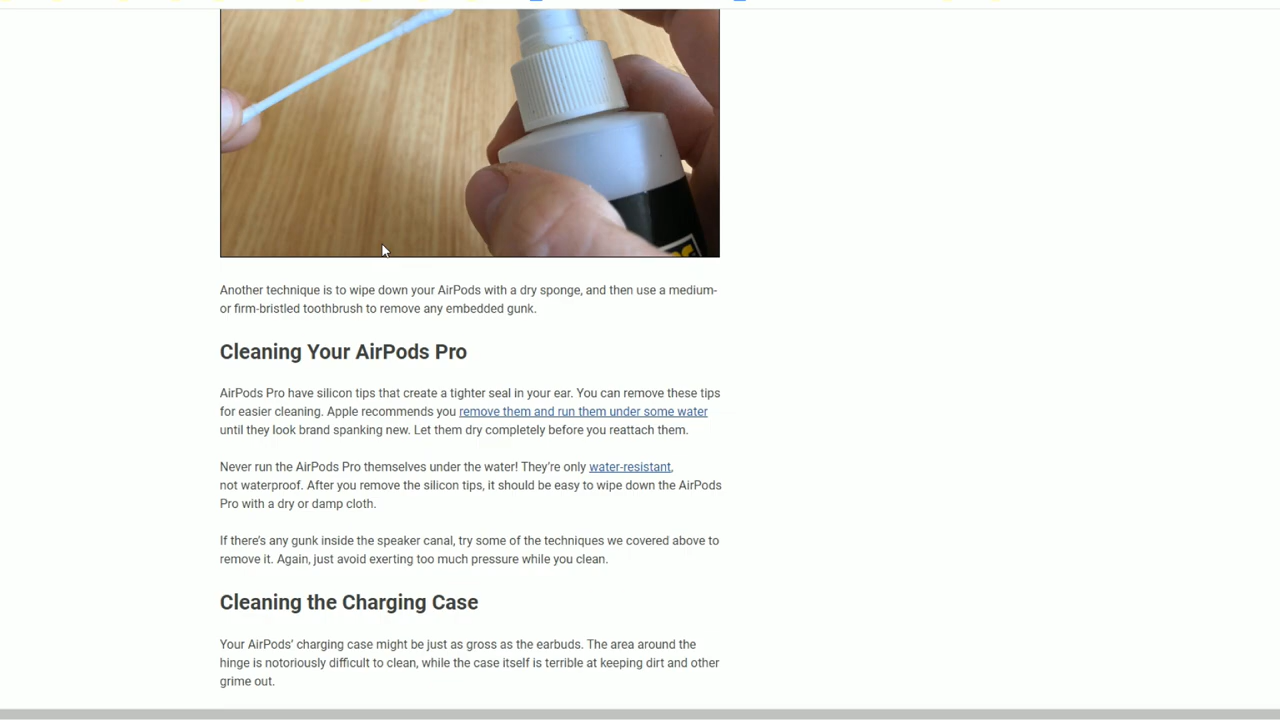 Another technique is to wipe down your AirPods with a dry sponge, and then use a medium-
or firm-bristled toothbrush to remove any embedded gunk.
Cleaning Your AirPods Pro
AirPods Pro have silicon tips that create a tighter seal in your ear. You can remove these tips
for easier cleaning. Apple recommends you remove them and run them under some water
until they look brand spanking new. Let them dry completely before you reattach them.
Never run the AirPods Pro themselves under the water! They’re only water-resistant,
not waterproof. After you remove the silicon tips, it should be easy to wipe down the AirPods
Pro with a dry or damp cloth.
If there’s any gunk inside the speaker canal, try some of the techniques we covered above to
remove it. Again, just avoid exerting too much pressure while you clean.
Cleaning the Charging Case
Your AirPods’ charging case might be just as gross as the earbuds. The area around the
hinge is notoriously difficult to clean, while the case itself is terrible at keeping dirt and other
grime out.